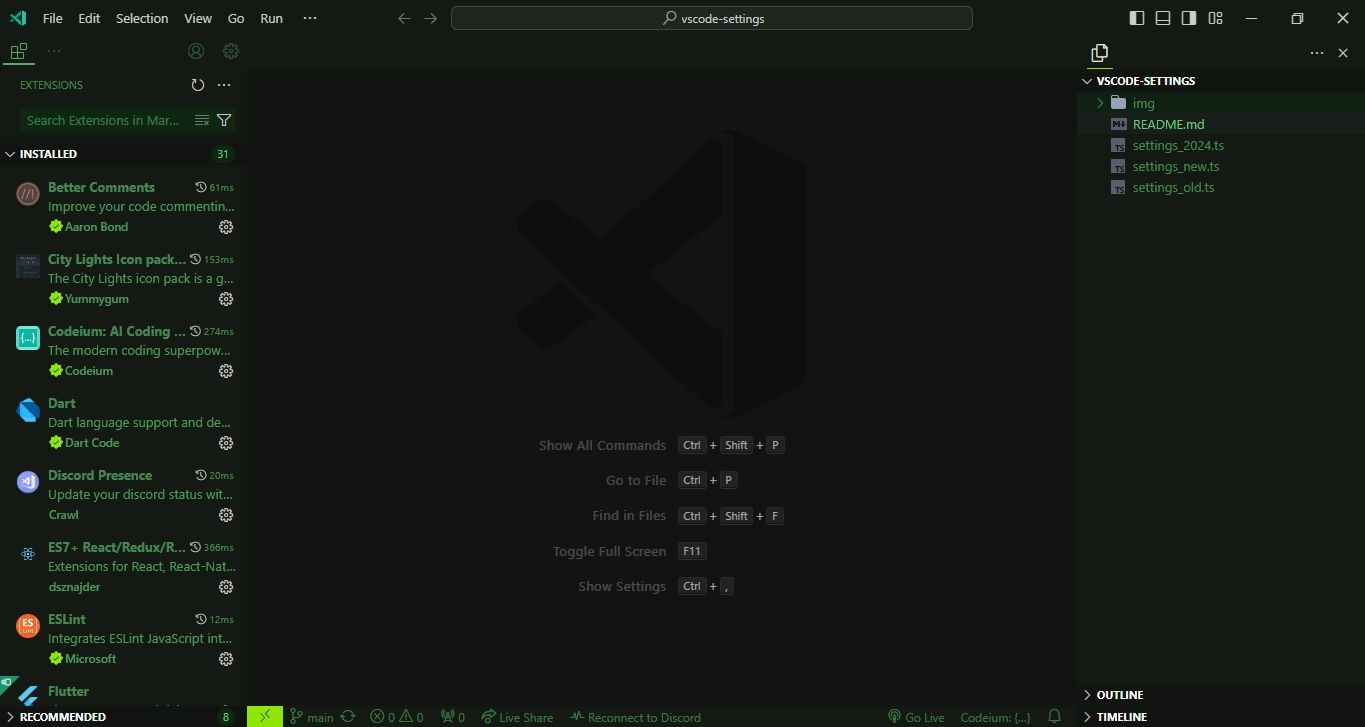 File Edit Selection View Go Run ···
vscode-settings
EXTENSIONS
Search Extensions in Mar...
INSTALLED 31
Better Comments 61ms
Improve your code commentin...
Aaron Bond
City Lights Icon pack... 153ms
The City Lights icon pack is a g...
Yummygum
{...}
Codeium: AI Coding ... 274ms
The modern coding superpow...
Codeium
Dart
Dart language support and de...
Dart Code
Discord Presence 20ms
Update your discord status wit...
Crawl
ES7+ React/Redux/R... 366ms
Extensions for React, React-Nat...
dsznajder
ES
Lint
ESLint 12ms
Integrates ESLint JavaScript int...
Microsoft
Flutter
RECOMMENDED 8
Show All Commands Ctrl + Shift + P
Go to File Ctrl + P
Find in Files Ctrl + Shift + F
Toggle Full Screen F11
Show Settings Ctrl + ,
VSCODE-SETTINGS
img
README.md
TS settings_2024.ts
TS settings_new.ts
TS settings_old.ts
OUTLINE
TIMELINE
main 0 0 0 Live Share Reconnect to Discord Go Live Codeium: {...}